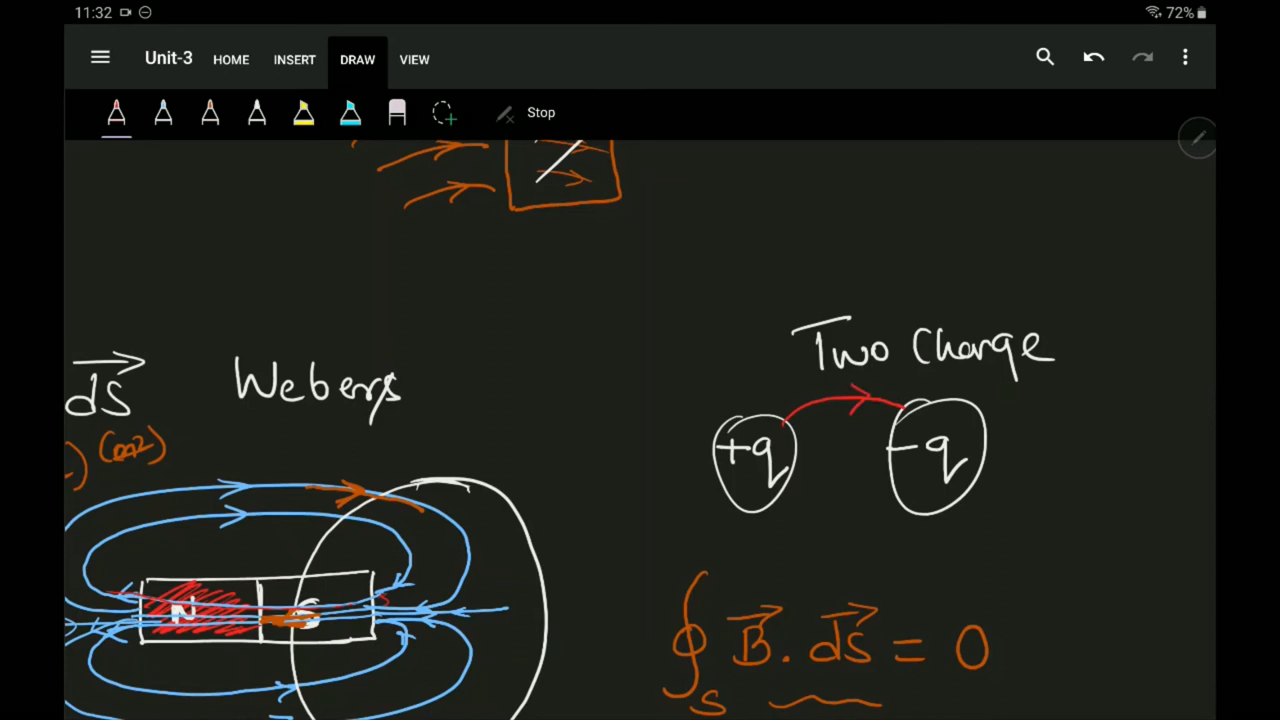 11:32 72%
Unit-3 HOME INSERT DRAW VIEW
Stop
Two Charge
dS Webers
+q -q
N S
∮ B . dS = 0
S